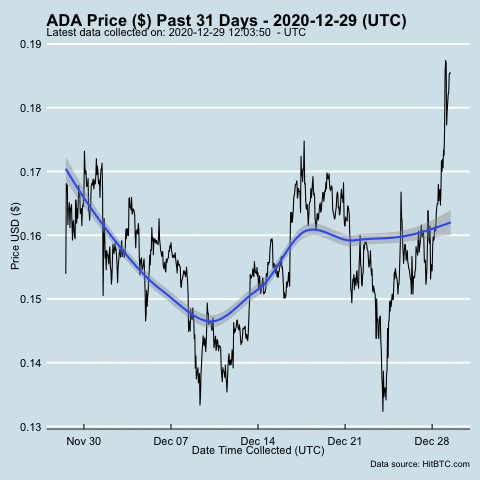 ADA Price ($) Past 31 Days - 2020-12-29 (UTC)
Latest data collected on: 2020-12-29 12:03:50 - UTC
0.19
0.18
0.17
0.16
0.15
0.14
0.13
Price USD ($)
Nov 30 Dec 07 Dec 14 Dec 21 Dec 28
Date Time Collected (UTC)
Data source: HitBTC.com